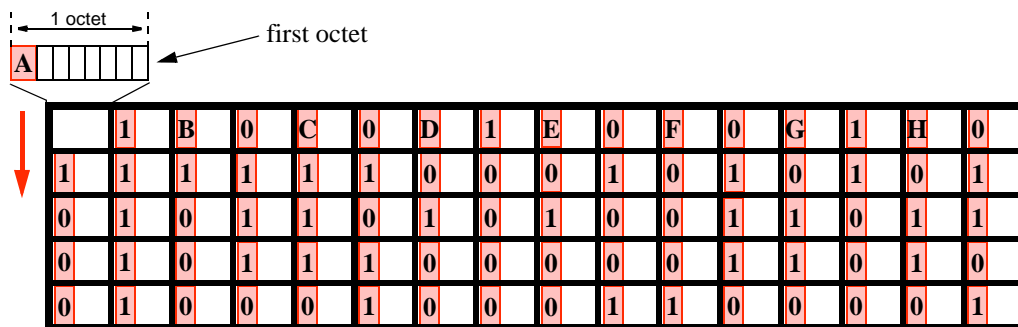 1 octet
first octet
A
1 B 0 C 0 D 1 E 0 F 0 G 1 H 0
1 1 1 1 1 1 0 0 0 1 0 1 0 1 0 1
0 1 0 1 1 0 1 0 1 0 0 1 1 0 1 1
0 1 0 1 1 1 0 0 0 0 0 1 1 0 1 0
0 1 0 0 0 1 0 0 0 1 1 0 0 0 0 1